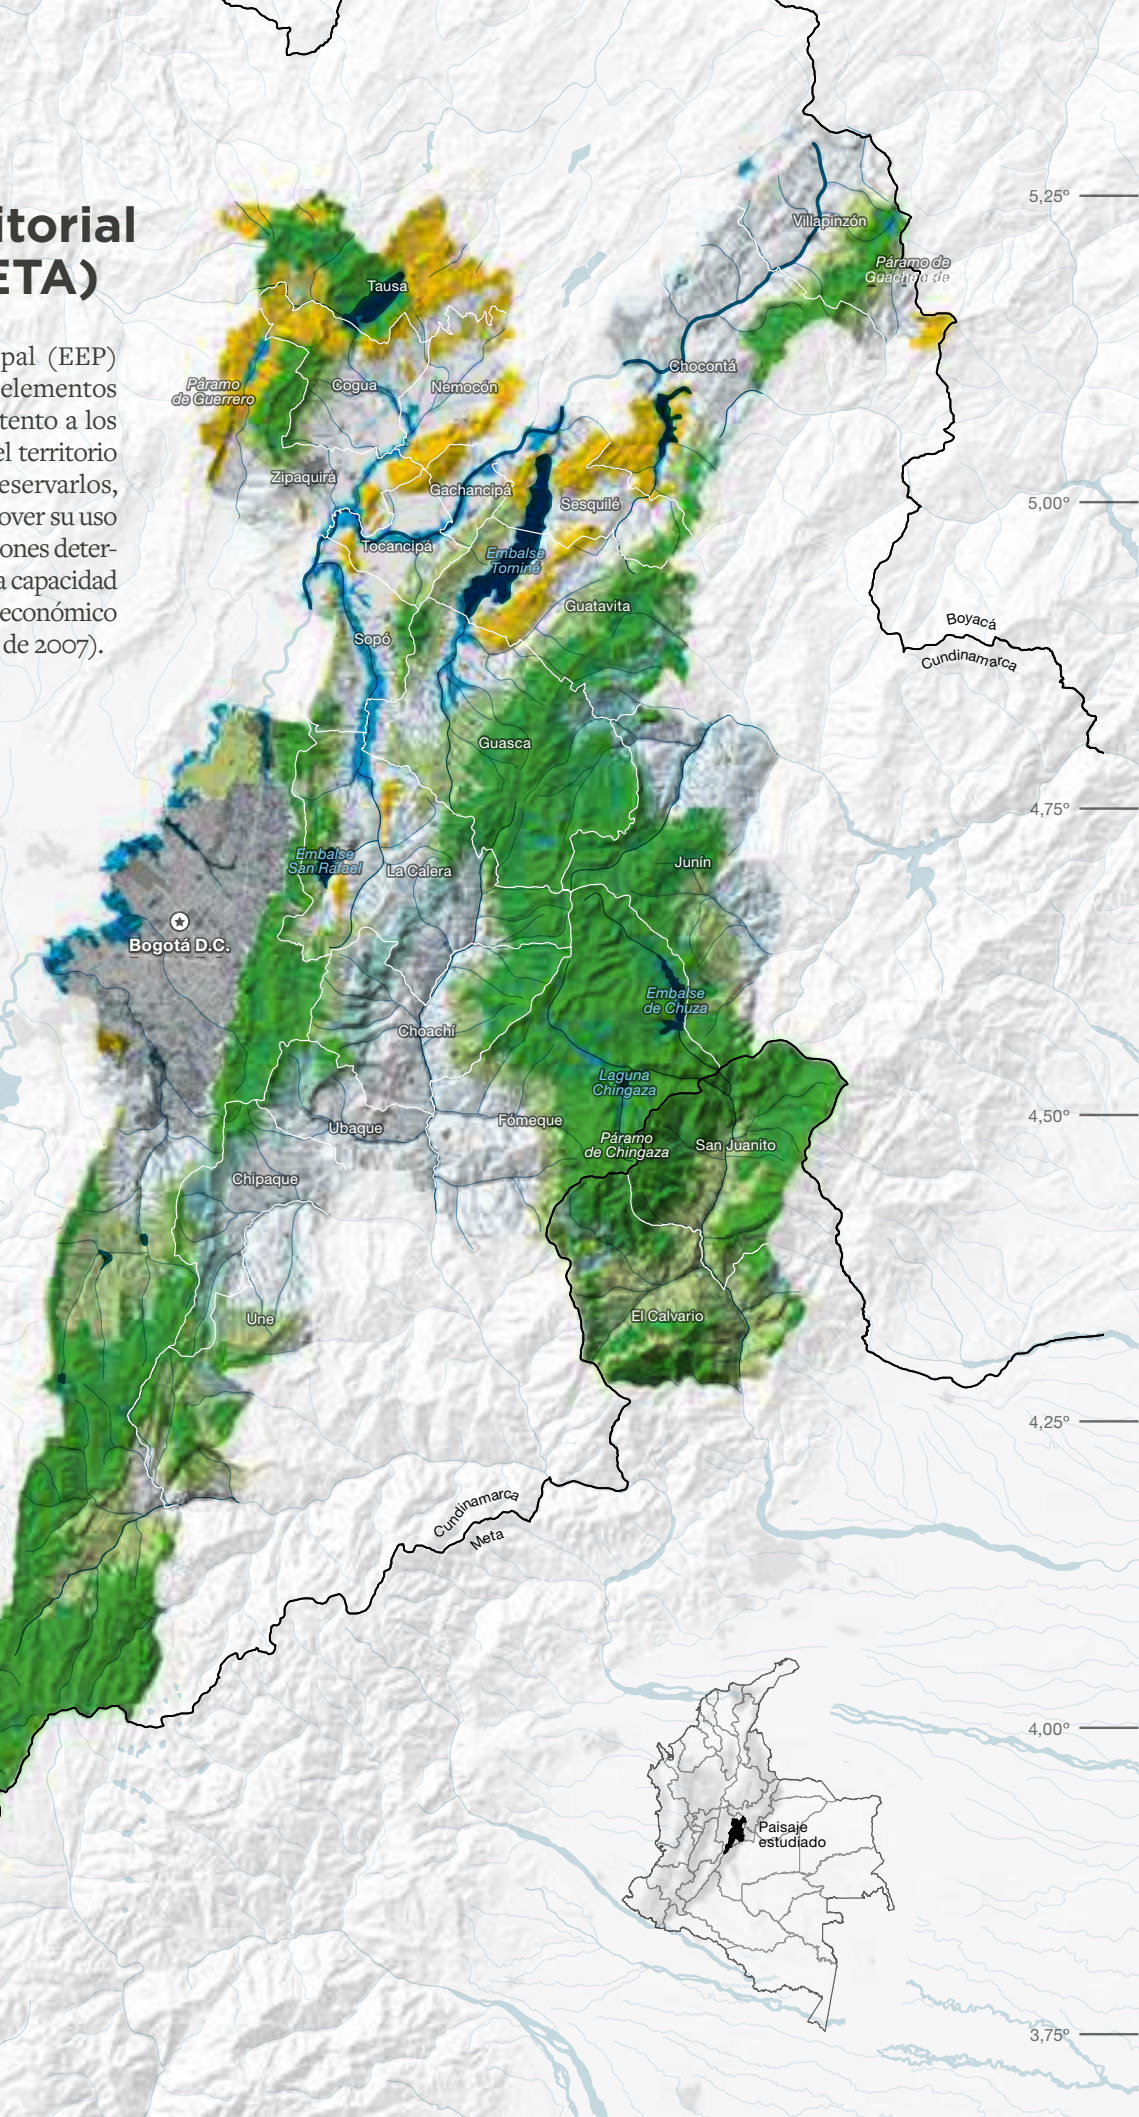 itorial
ETA)
pal (EEP)
elementos
tento a los
el territorio
eservarlos,
over su uso
ones deter-
a capacidad
económico
de 2007).
5,25°
Villapinzón
Páramo de
Tausa
Chocontá
Páramo
de Guerrero
Cogua
Nemocón
Zipaquirá
Gachancipá
Sesquilé
5,00°
Tocancipá
Embalse
Tominé
Guatavita
Sopó
Boyacá
Cundinamarca
Guasca
4,75°
Embalse
San Rafael
La Calera
Junín
Bogotá D.C.
Embalse
de Chuza
Choachí
Laguna
Chingaza
4,50°
Ubaque
Fómeque
Páramo
de Chingaza
San Juanito
Chipaque
Une
El Calvario
4,25°
Cundinamarca
Meta
4,00°
Paisaje
estudiado
3,75°